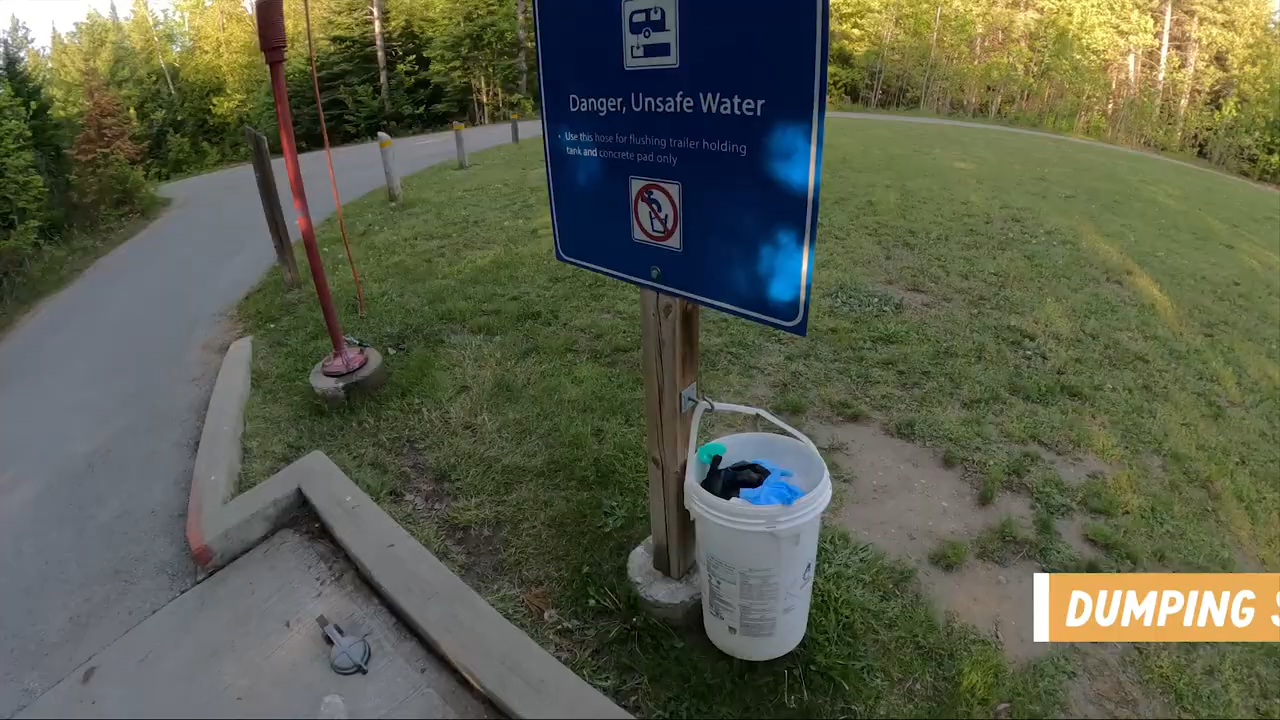 Danger, Unsafe Water
• Use this hose for flushing trailer holding
tank and concrete pad only
DUMPING S